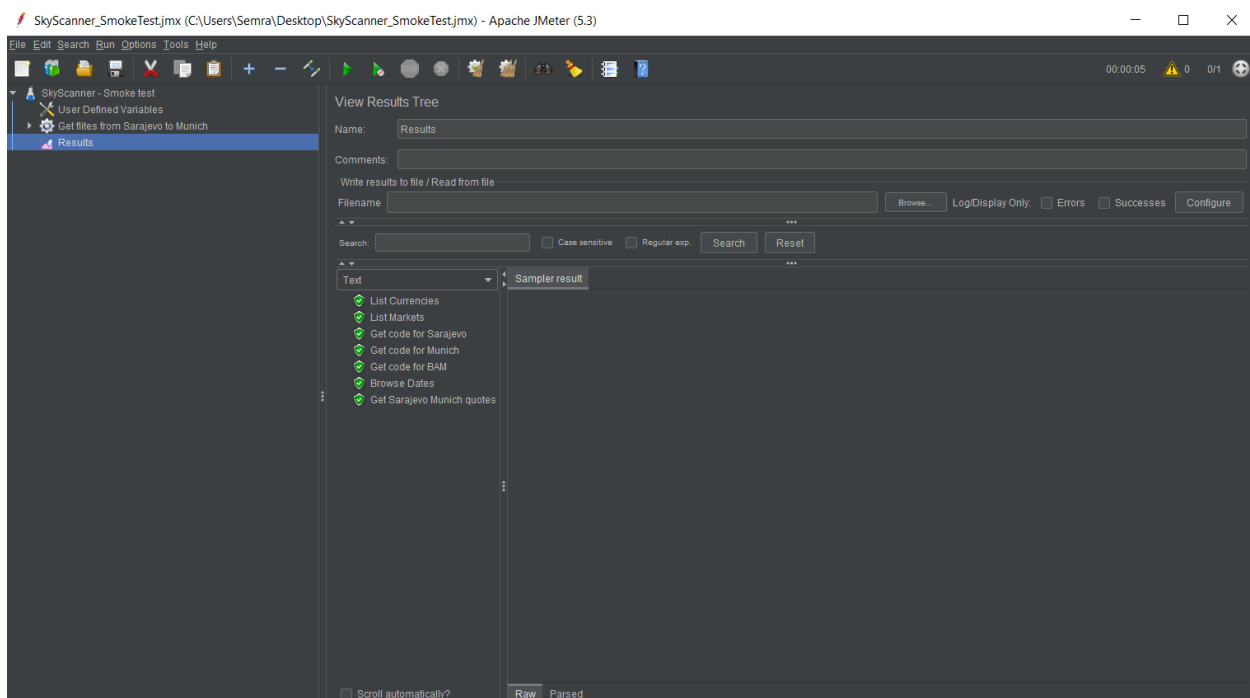 SkyScanner_SmokeTest.jmx (C:\Users\Semra\Desktop\SkyScanner_SmokeTest.jmx) - Apache JMeter (5.3)
File Edit Search Run Options Tools Help
00:00:05 0 0/1
SkyScanner - Smoke test
User Defined Variables
Get flites from Sarajevo to Munich
Results
View Results Tree
Name: Results
Comments:
Write results to file / Read from file
Filename Browse... Log/Display Only: Errors Successes Configure
Search: Case sensitive Regular exp. Search Reset
Text Sampler result
List Currencies
List Markets
Get code for Sarajevo
Get code for Munich
Get code for BAM
Browse Dates
Get Sarajevo Munich quotes
Scroll automatically? Raw Parsed